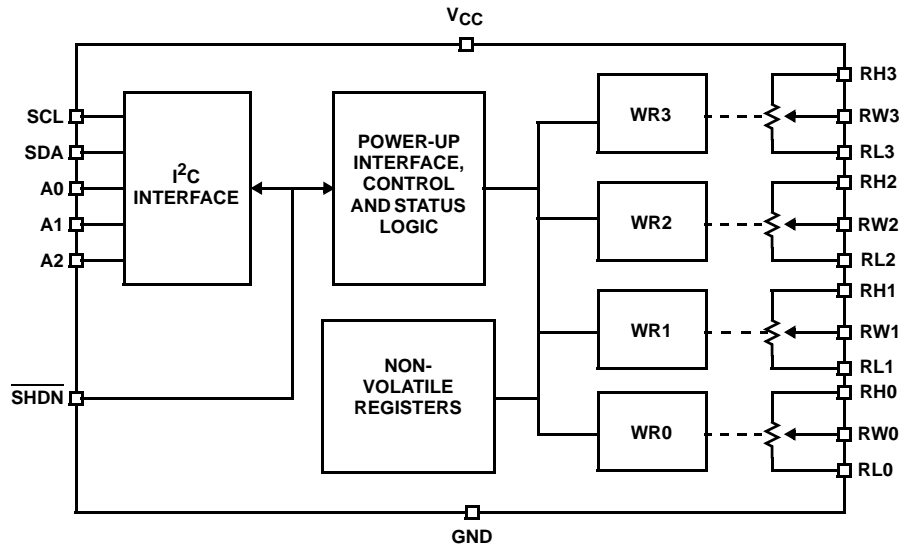 VCC
SCL
SDA
A0
A1
A2
SHDN
I²C
INTERFACE
POWER-UP
INTERFACE,
CONTROL
AND STATUS
LOGIC
NON-
VOLATILE
REGISTERS
WR3
WR2
WR1
WR0
RH3
RW3
RL3
RH2
RW2
RL2
RH1
RW1
RL1
RH0
RW0
RL0
GND